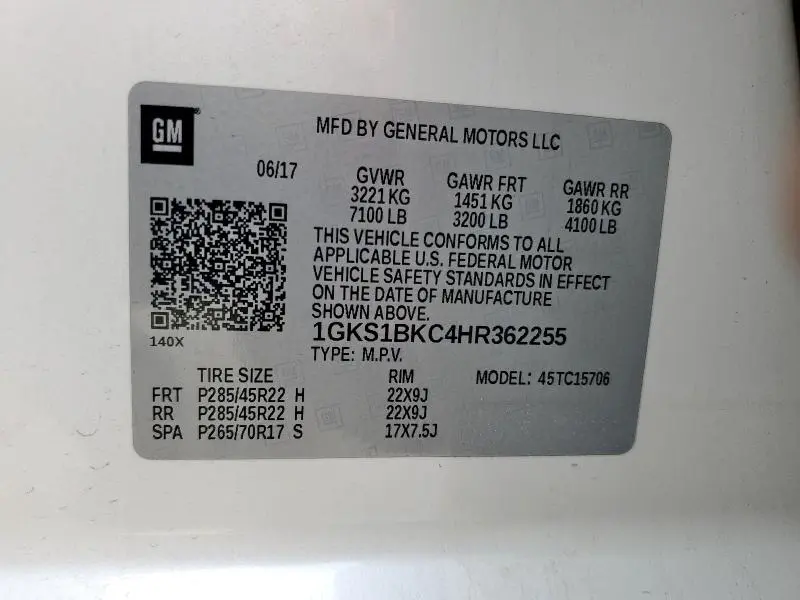 GM
MFD BY GENERAL MOTORS LLC
06/17
GVWR GAWR FRT GAWR RR
3221 KG 1451 KG 1860 KG
7100 LB 3200 LB 4100 LB
THIS VEHICLE CONFORMS TO ALL
APPLICABLE U.S. FEDERAL MOTOR
VEHICLE SAFETY STANDARDS IN EFFECT
ON THE DATE OF MANUFACTURE
SHOWN ABOVE.
140X
1GKS1BKC4HR362255
TYPE: M.P.V.
TIRE SIZE RIM MODEL: 45TC15706
FRT P285/45R22 H 22X9J
RR P285/45R22 H 22X9J
SPA P265/70R17 S 17X7.5J